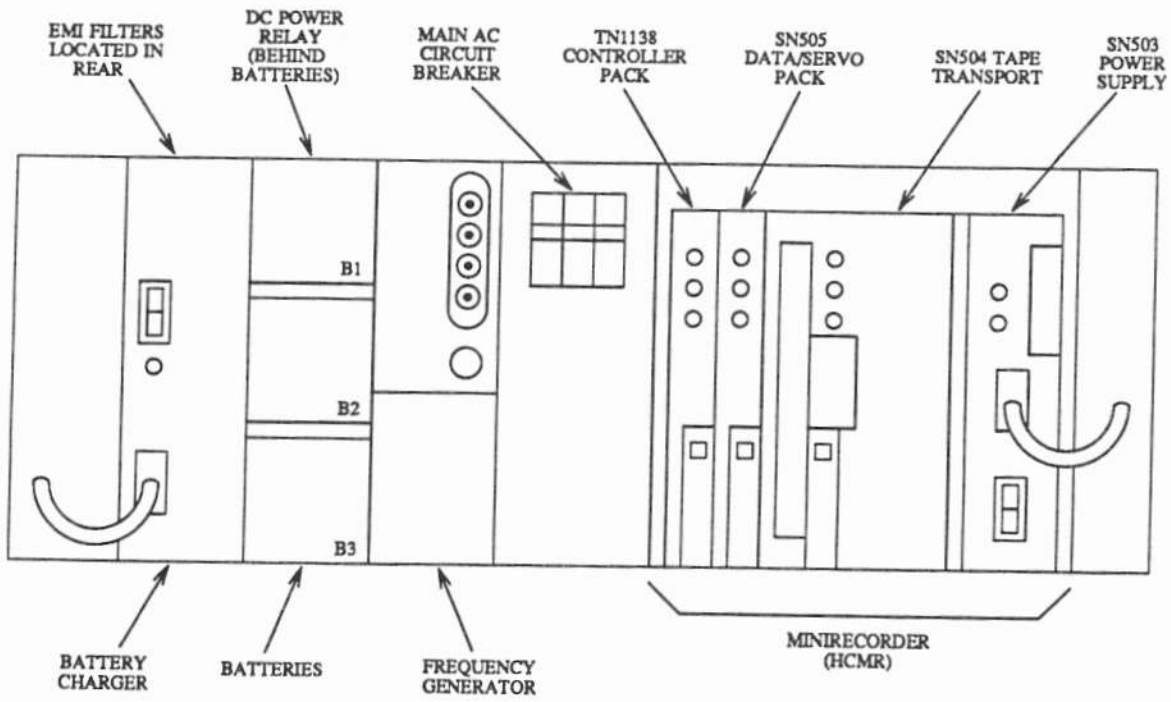 EMI FILTERS
LOCATED IN
REAR
DC POWER
RELAY
(BEHIND
BATTERIES)
MAIN AC
CIRCUIT
BREAKER
TN1138
CONTROLLER
PACK
SN505
DATA/SERVO
PACK
SN504 TAPE
TRANSPORT
SN503
POWER
SUPPLY
B1
B2
B3
BATTERY
CHARGER
BATTERIES
FREQUENCY
GENERATOR
MINIRECORDER
(HCMR)